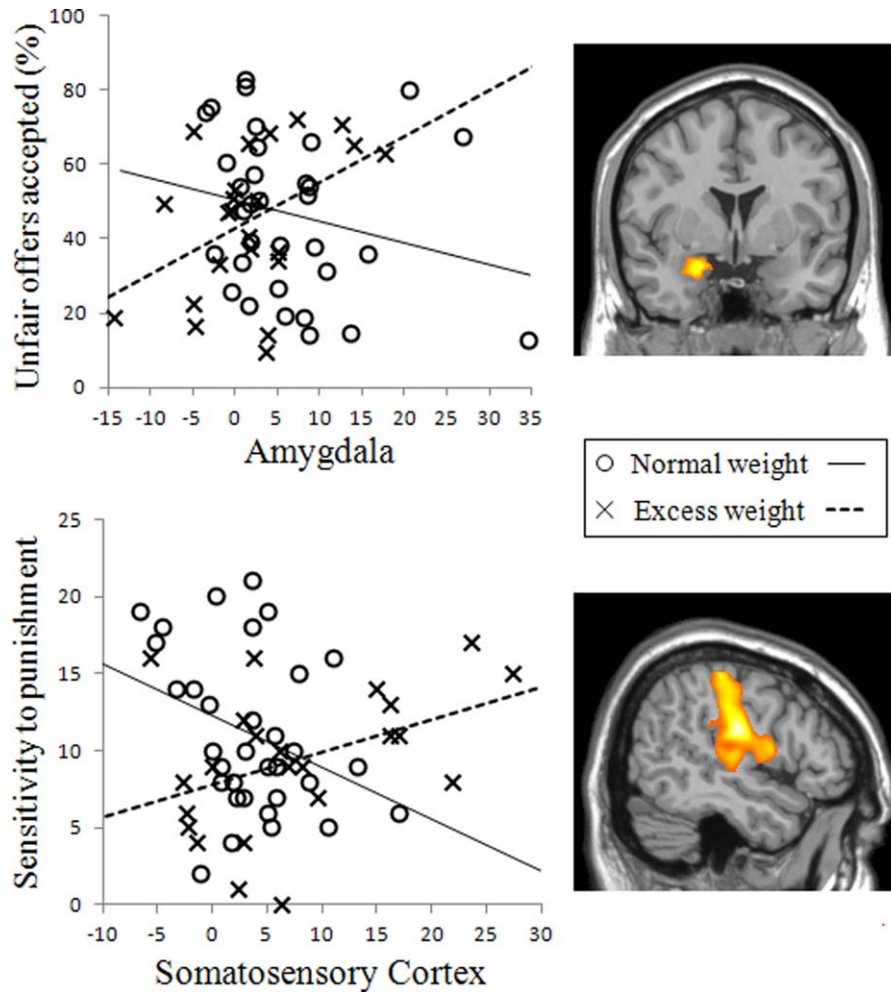 Unfair offers accepted (%)
100
80
60
40
20
0
-15 -10 -5 0 5 10 15 20 25 30 35
Amygdala
Normal weight
Excess weight
Sensitivity to punishment
25
20
15
10
5
0
-10 -5 0 5 10 15 20 25 30
Somatosensory Cortex